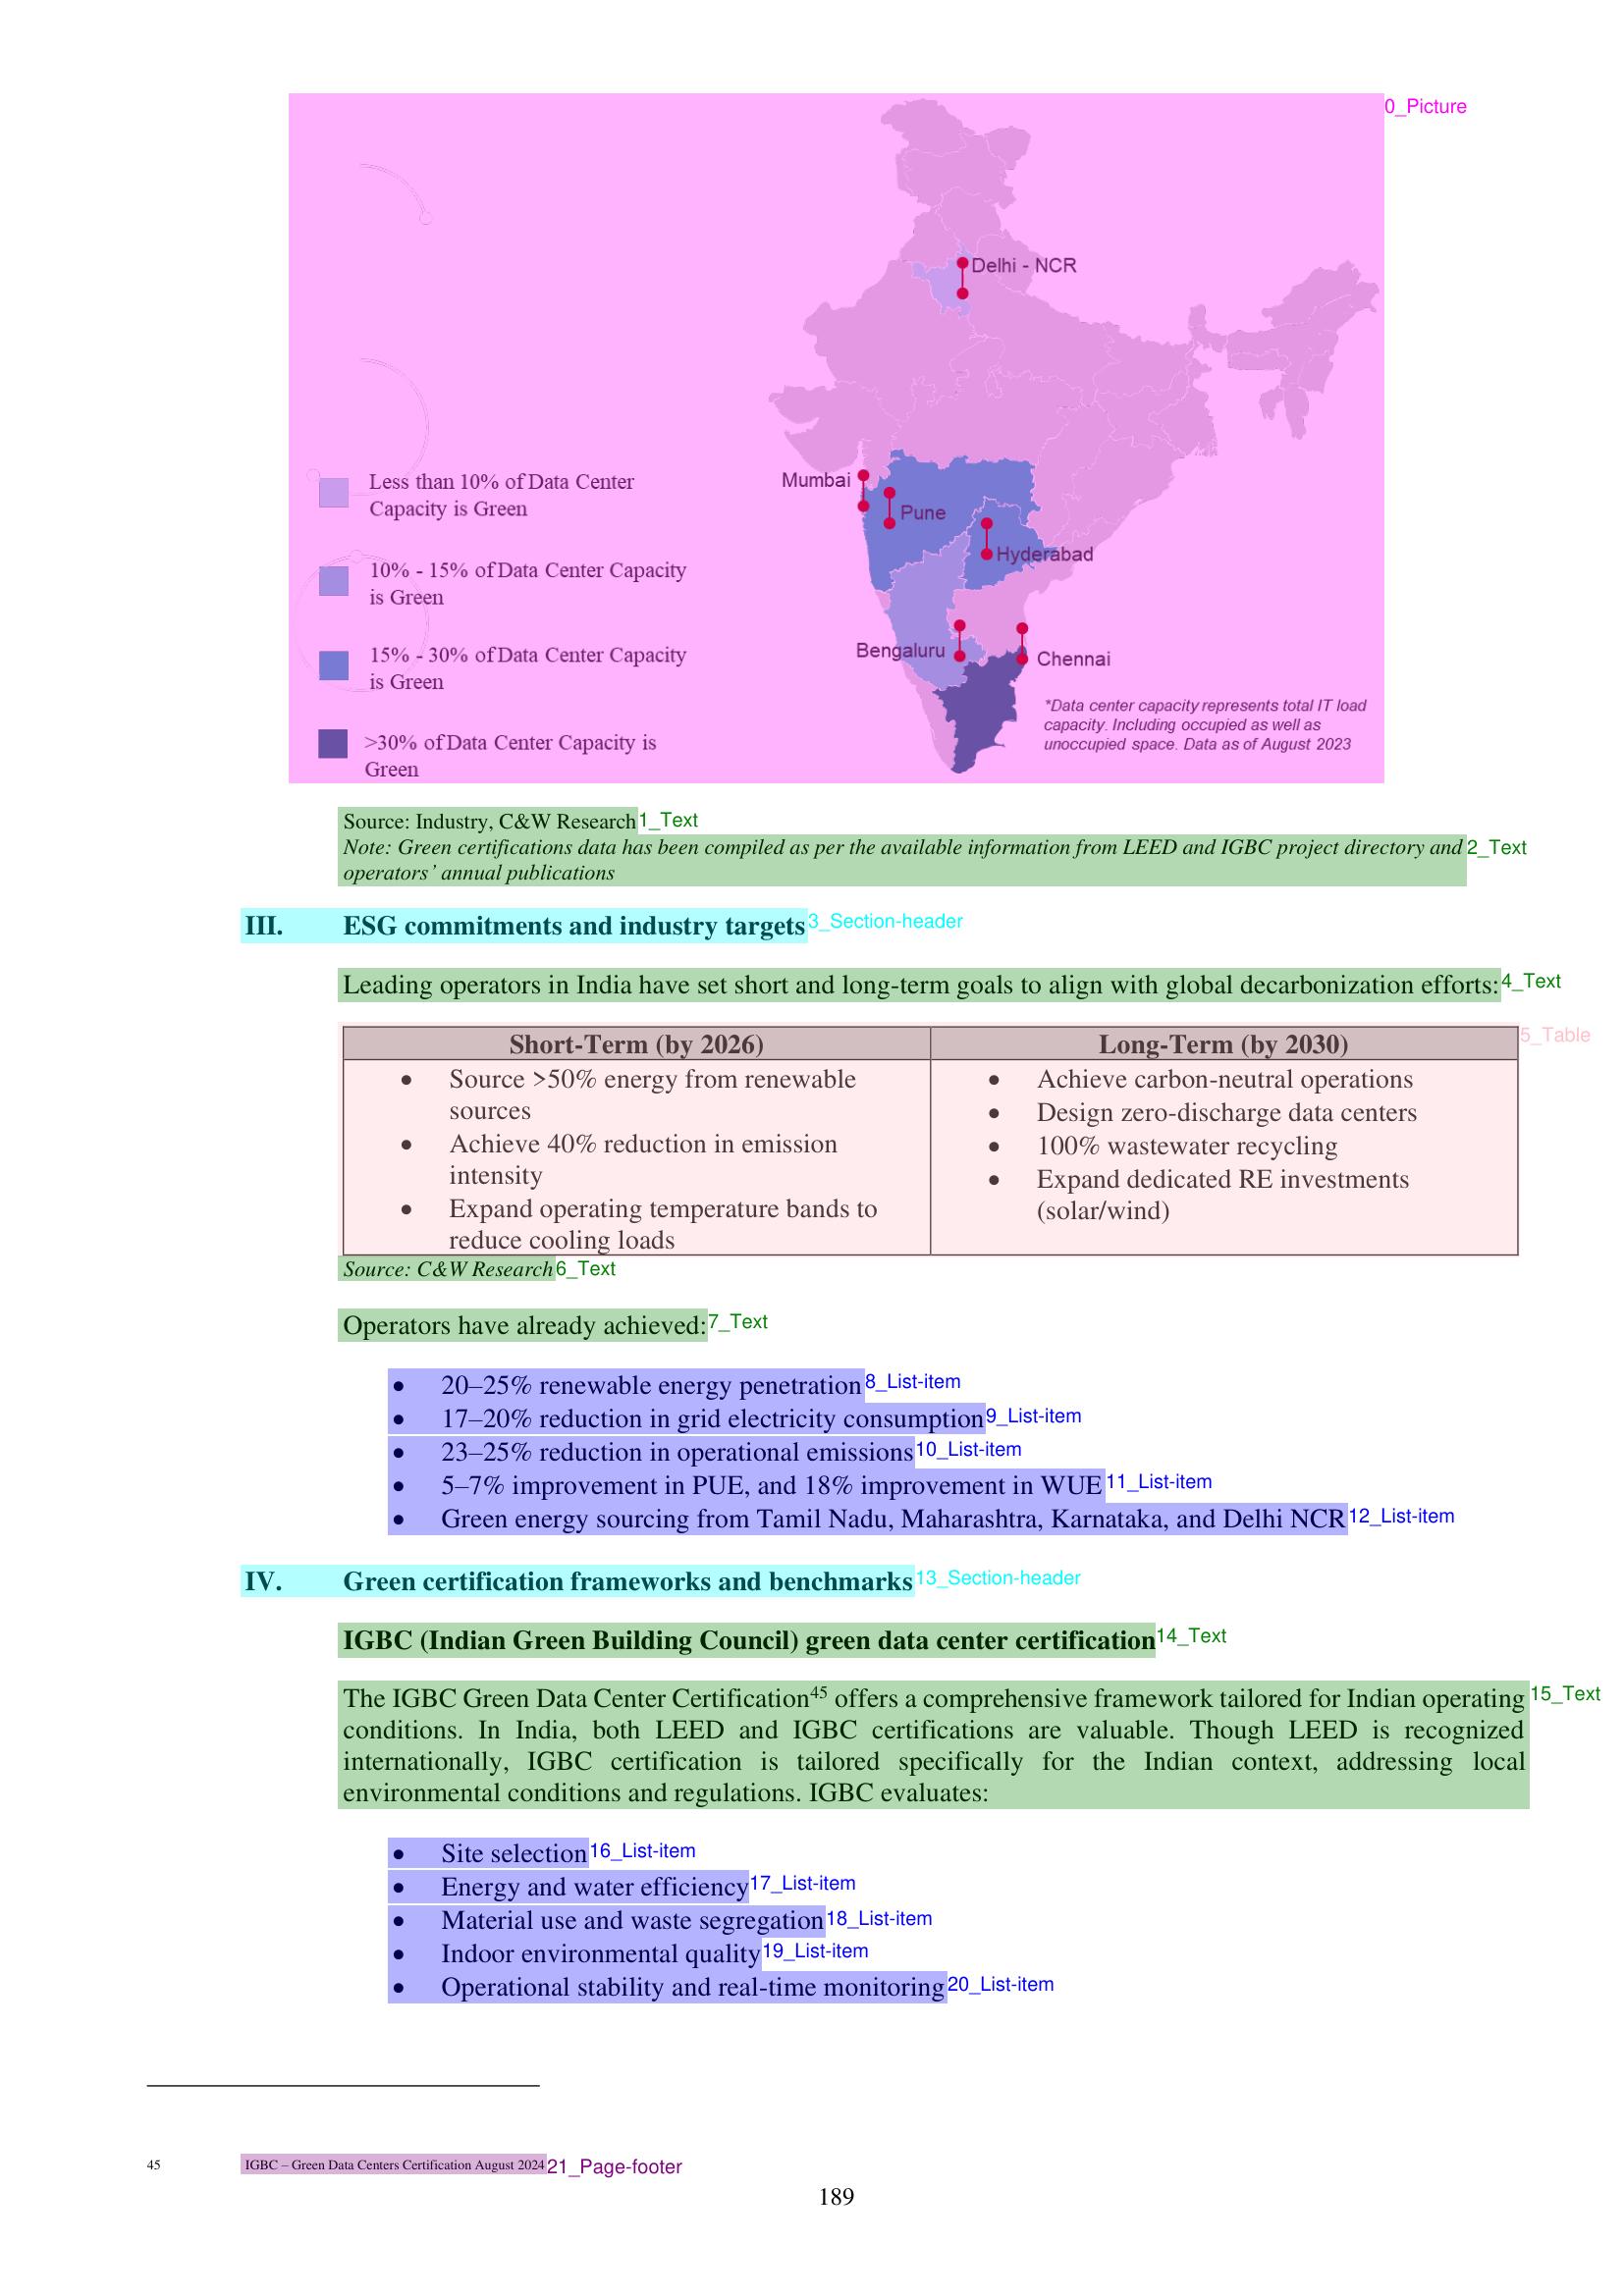 0_Picture
Delhi - NCR
Mumbai
Pune
Hyderabad
Bengaluru
Chennai
Less than 10% of Data Center
Capacity is Green
10% - 15% of Data Center Capacity
is Green
15% - 30% of Data Center Capacity
is Green
>30% of Data Center Capacity is
Green
*Data center capacity represents total IT load
capacity. Including occupied as well as
unoccupied space. Data as of August 2023
Source: Industry, C&W Research 1_Text
Note: Green certifications data has been compiled as per the available information from LEED and IGBC project directory and 2_Text
operators' annual publications
III. ESG commitments and industry targets 3_Section-header
Leading operators in India have set short and long-term goals to align with global decarbonization efforts: 4_Text
5_Table
Short-Term (by 2026) Long-Term (by 2030)
• Source >50% energy from renewable
sources
• Achieve 40% reduction in emission
intensity
• Expand operating temperature bands to
reduce cooling loads
• Achieve carbon-neutral operations
• Design zero-discharge data centers
• 100% wastewater recycling
• Expand dedicated RE investments
(solar/wind)
Source: C&W Research 6_Text
Operators have already achieved: 7_Text
• 20–25% renewable energy penetration 8_List-item
• 17–20% reduction in grid electricity consumption 9_List-item
• 23–25% reduction in operational emissions 10_List-item
• 5–7% improvement in PUE, and 18% improvement in WUE 11_List-item
• Green energy sourcing from Tamil Nadu, Maharashtra, Karnataka, and Delhi NCR 12_List-item
IV. Green certification frameworks and benchmarks 13_Section-header
IGBC (Indian Green Building Council) green data center certification 14_Text
The IGBC Green Data Center Certification45 offers a comprehensive framework tailored for Indian operating 15_Text
conditions. In India, both LEED and IGBC certifications are valuable. Though LEED is recognized
internationally, IGBC certification is tailored specifically for the Indian context, addressing local
environmental conditions and regulations. IGBC evaluates:
• Site selection 16_List-item
• Energy and water efficiency 17_List-item
• Material use and waste segregation 18_List-item
• Indoor environmental quality 19_List-item
• Operational stability and real-time monitoring 20_List-item
45 IGBC – Green Data Centers Certification August 2024 21_Page-footer
189